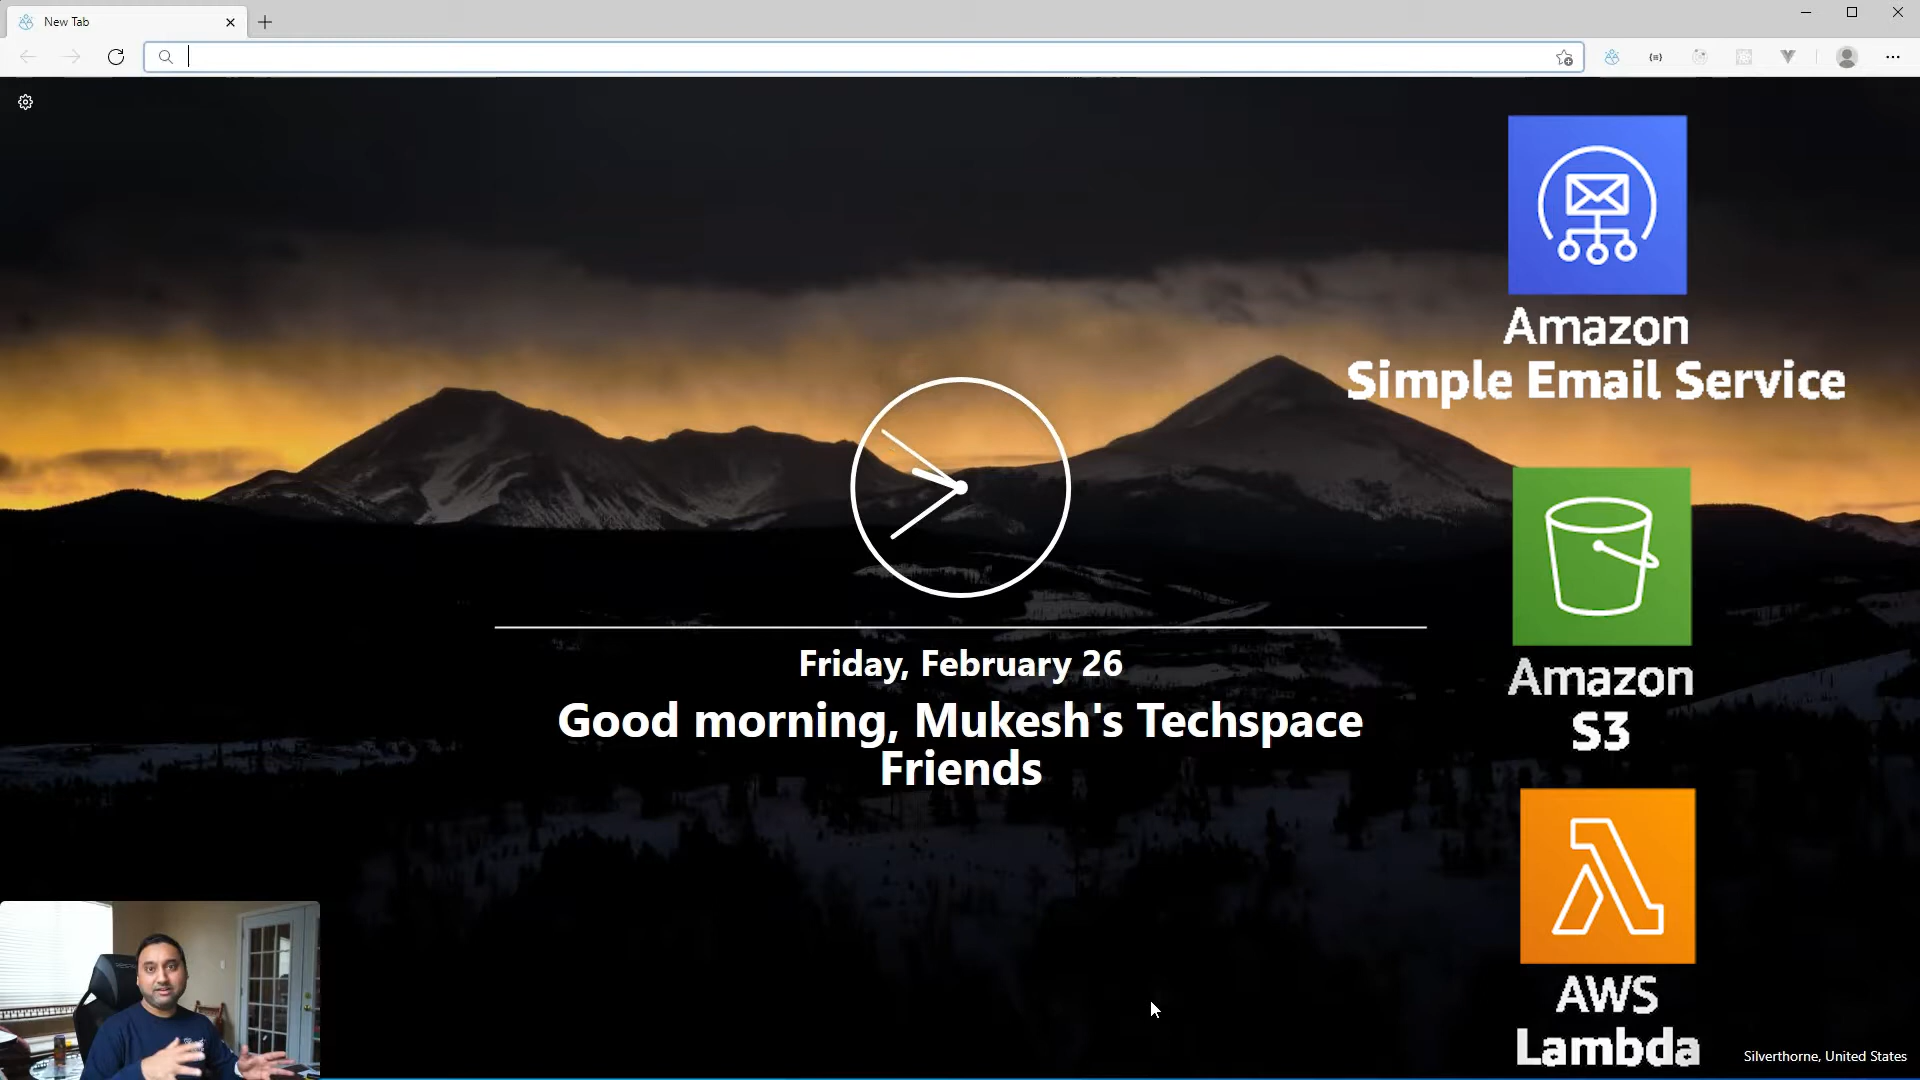 New Tab
Amazon
Simple Email Service
Amazon
S3
Friday, February 26
Good morning, Mukesh's Techspace
Friends
AWS
Lambda
Silverthorne, United States